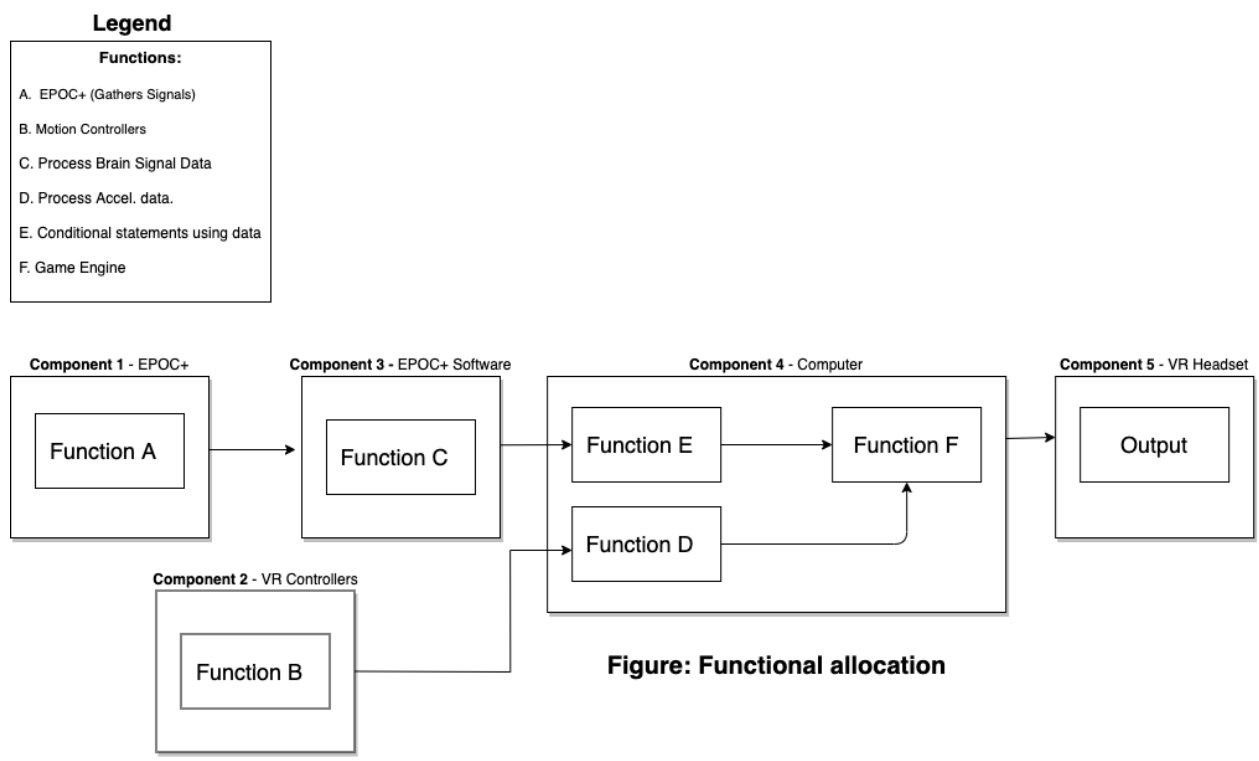 Legend
Functions:
A. EPOC+ (Gathers Signals)
B. Motion Controllers
C. Process Brain Signal Data
D. Process Accel. data.
E. Conditional statements using data
F. Game Engine
Component 1 - EPOC+
Function A
Component 3 - EPOC+ Software
Function C
Component 4 - Computer
Function E
Function F
Function D
Component 5 - VR Headset
Output
Component 2 - VR Controllers
Function B
Figure: Functional allocation